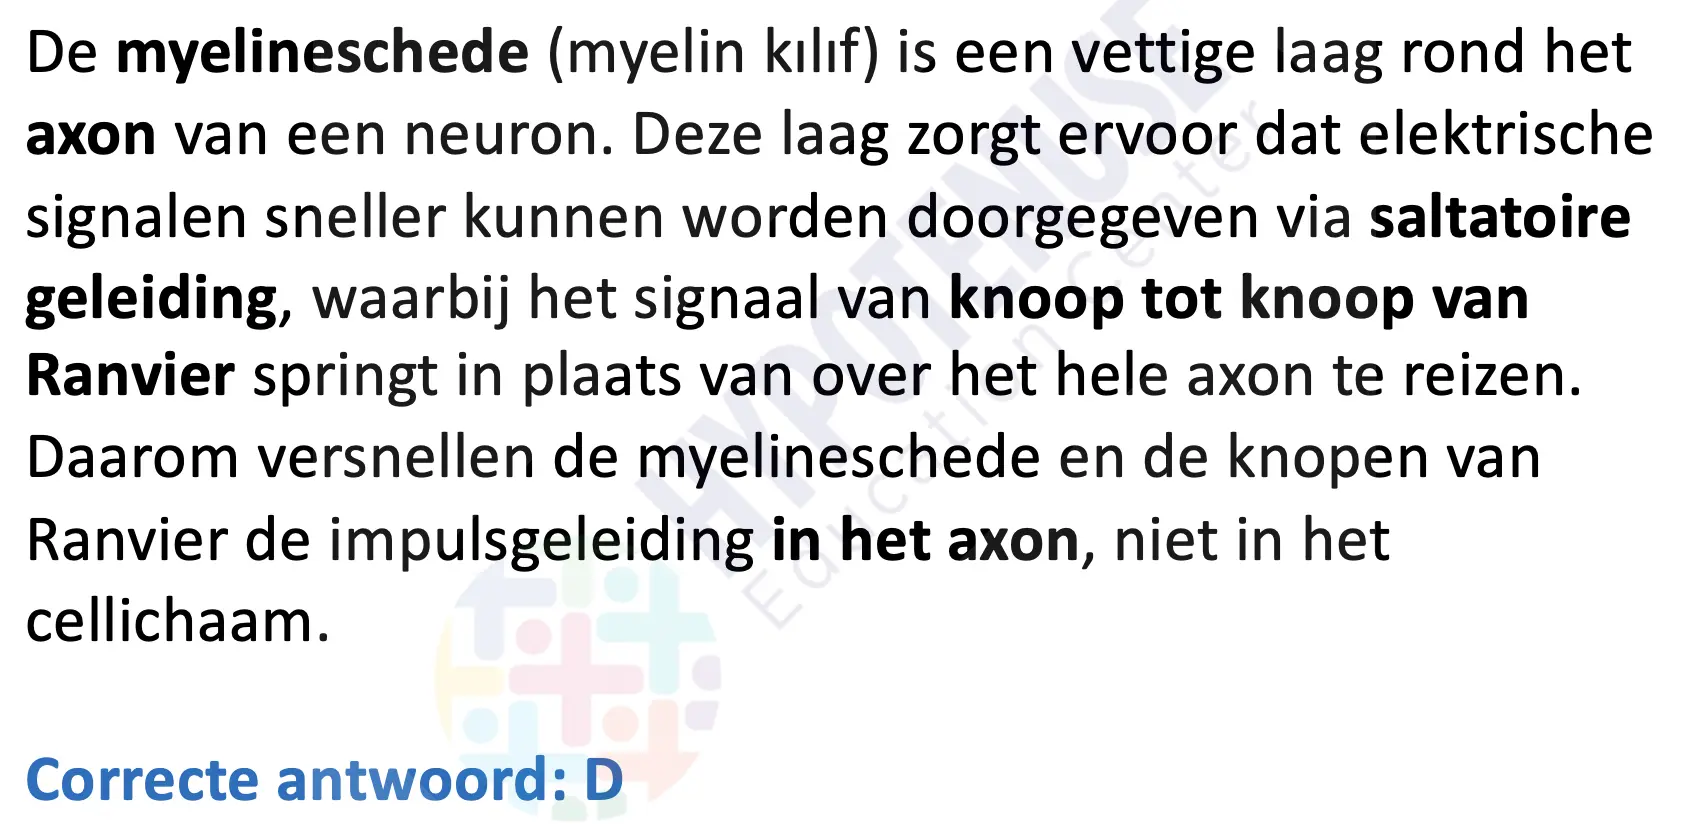 De myelineschede (myelin kılıf) is een vettige laag rond het
axon van een neuron. Deze laag zorgt ervoor dat elektrische
signalen sneller kunnen worden doorgegeven via saltatoire
geleiding, waarbij het signaal van knoop tot knoop van
Ranvier springt in plaats van over het hele axon te reizen.
Daarom versnellen de myelineschede en de knopen van
Ranvier de impulsgeleiding in het axon, niet in het
cellichaam.
Correcte antwoord: D
HYPOTENUSE
Education Center